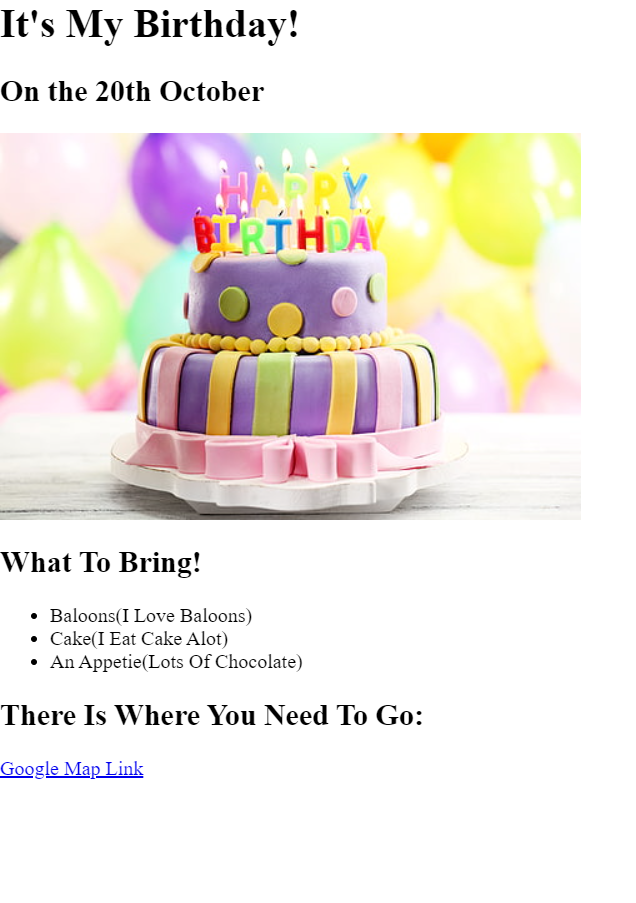 It's My Birthday!
On the 20th October
HAPPY
BIRTHDAY
What To Bring!
Baloons(I Love Baloons)
Cake(I Eat Cake Alot)
An Appetie(Lots Of Chocolate)
There Is Where You Need To Go:
Google Map Link